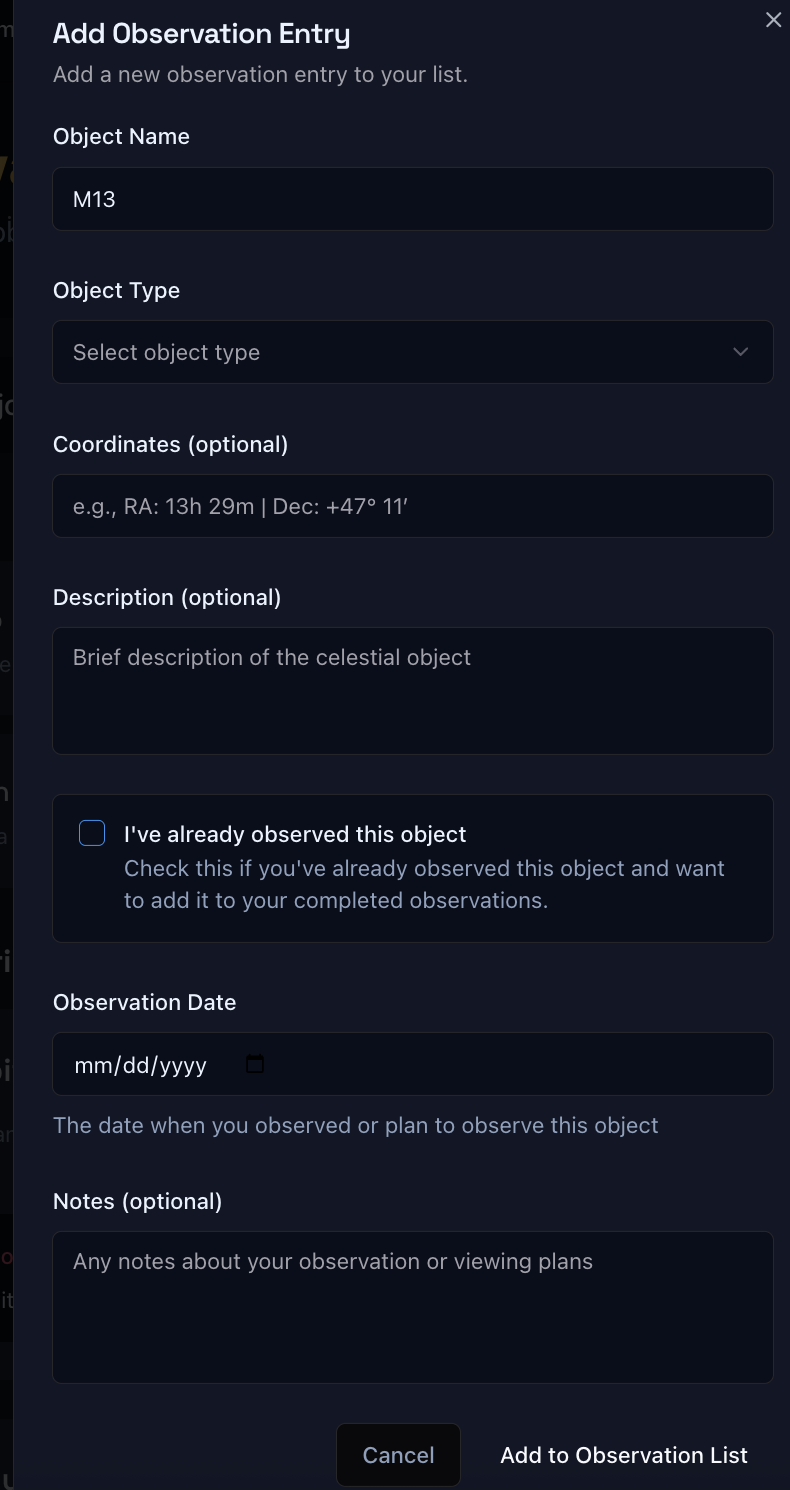 Add Observation Entry
Add a new observation entry to your list.
Object Name
M13
Object Type
Select object type
Coordinates (optional)
e.g., RA: 13h 29m | Dec: +47° 11′
Description (optional)
Brief description of the celestial object
I've already observed this object
Check this if you've already observed this object and want
to add it to your completed observations.
Observation Date
mm/dd/yyyy
The date when you observed or plan to observe this object
Notes (optional)
Any notes about your observation or viewing plans
Cancel
Add to Observation List